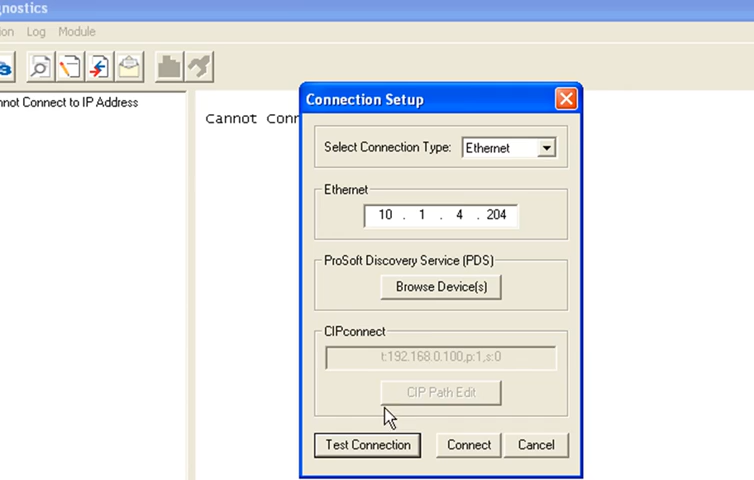 gnostics
ion Log Module
nnot Connect to IP Address
Cannot Conn
Connection Setup
Select Connection Type: Ethernet
Ethernet
10 . 1 . 4 . 204
ProSoft Discovery Service (PDS)
Browse Device(s)
CIPconnect
t:192.168.0.100,p:1,s:0
CIP Path Edit
Test Connection Connect Cancel